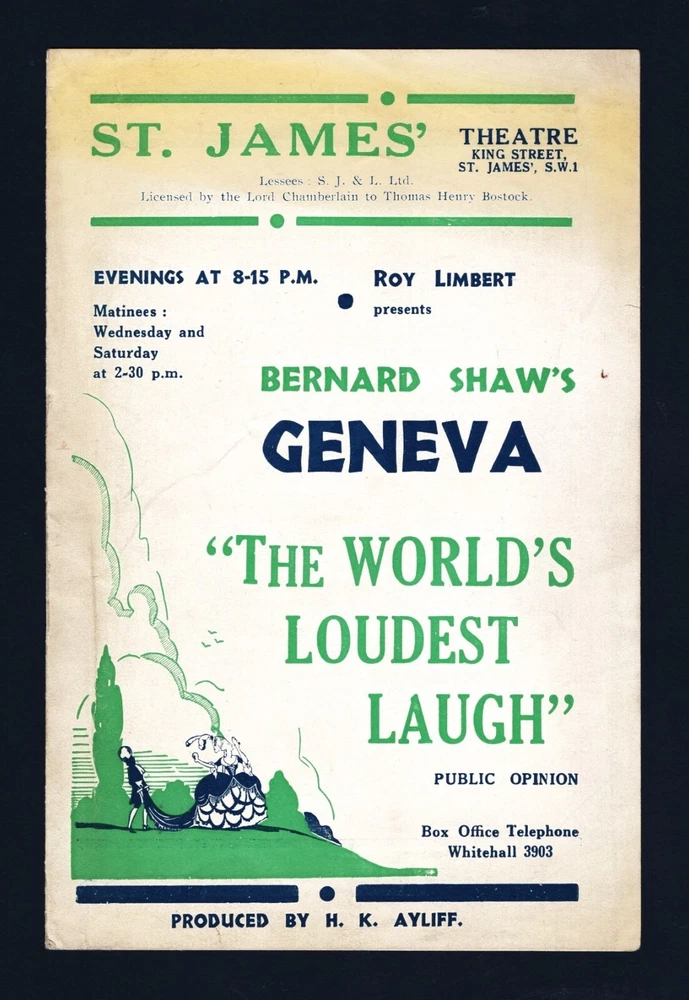 ST. JAMES'
THEATRE
KING STREET,
ST. JAMES', S.W.1
Lessees : S. J. & L. Ltd.
Licensed by the Lord Chamberlain to Thomas Henry Bostock.
EVENINGS AT 8-15 P.M.
Matinees :
Wednesday and
Saturday
at 2-30 p.m.
ROY LIMBERT
presents
BERNARD SHAW'S
GENEVA
"THE WORLD'S
LOUDEST
LAUGH"
PUBLIC OPINION
Box Office Telephone
Whitehall 3903
PRODUCED BY H. K. AYLIFF.